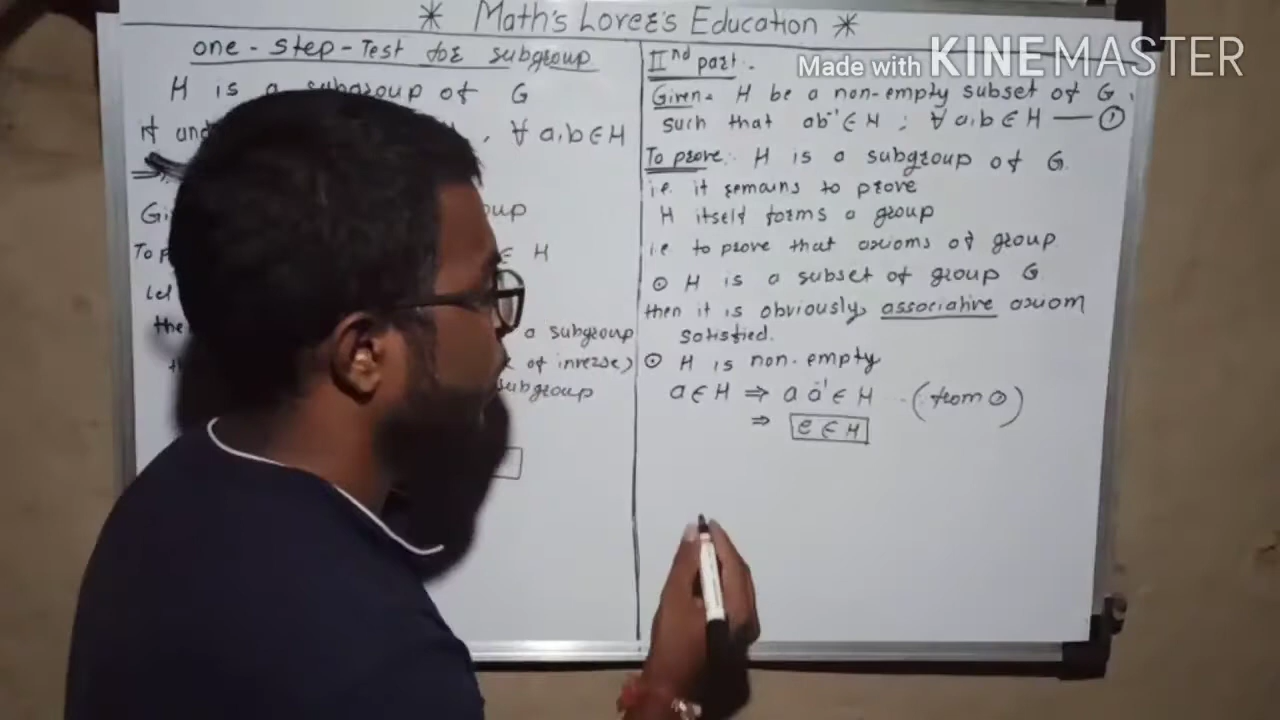 * Math's Lover's Education *
Made with KINEMASTER
one-step-Test for subgroup
H is a subgroup of G
if and , ∀ a,b ∈ H
up
To p ∈ H
Let
the a subgroup
of inverse)
subgroup
IInd part.
Given- H be a non-empty subset of G.
such that ab⁻¹ ∈ H ; ∀ a,b ∈ H — ①
To prove:- H is a subgroup of G.
i.e. it remains to prove
H itself forms a group
i.e to prove that axioms of group
⊙ H is a subset of group G.
then it is obviously associative axiom
satisfied.
⊙ H is non-empty
a ∈ H ⇒ a a⁻¹ ∈ H (from ①)
⇒ e ∈ H